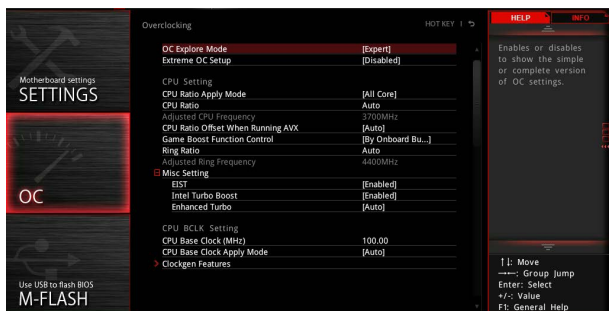 Overclocking
HOT KEY |
HELP
INFO
Motherboard settings
SETTINGS
OC
Use USB to flash BIOS
M-FLASH
OC Explore Mode [Expert]
Extreme OC Setup [Disabled]
CPU Setting
CPU Ratio Apply Mode [All Core]
CPU Ratio Auto
Adjusted CPU Frequency 3700MHz
CPU Ratio Offset When Running AVX [Auto]
Game Boost Function Control [By Onboard Bu...]
Ring Ratio Auto
Adjusted Ring Frequency 4400MHz
Misc Setting
EIST [Enabled]
Intel Turbo Boost [Enabled]
Enhanced Turbo [Auto]
CPU BCLK Setting
CPU Base Clock (MHz) 100.00
CPU Base Clock Apply Mode [Auto]
Clockgen Features
Enables or disables
to show the simple
or complete version
of OC settings.
↑↓: Move
→←: Group Jump
Enter: Select
+/-: Value
F1: General Help